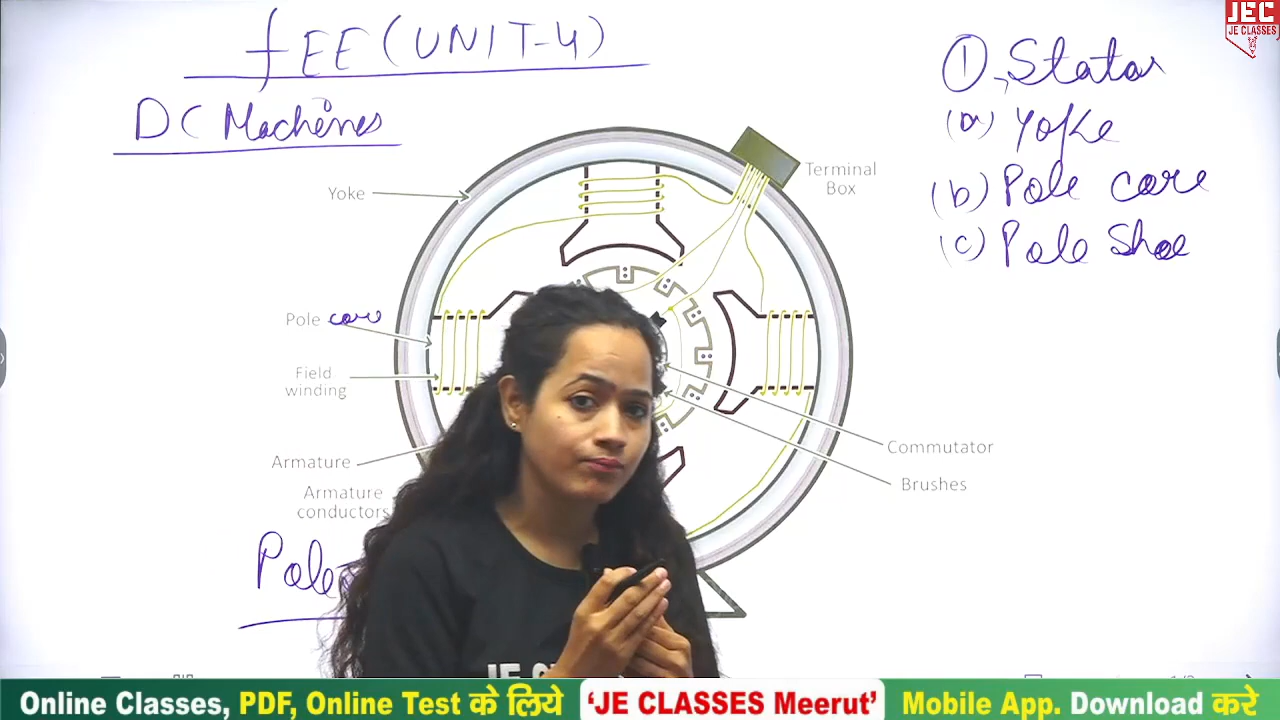 fEE (UNIT-4)
DC Machines
JEC
JE CLASSES
① Stator
(a) Yoke
(b) Pole core
(c) Pole Shoe
Yoke
Terminal
Box
Pole core
Field
winding
Armature
Armature
conductors
Commutator
Brushes
Pole
Online Classes, PDF, Online Test के लिये 'JE CLASSES Meerut' Mobile App. Download करे